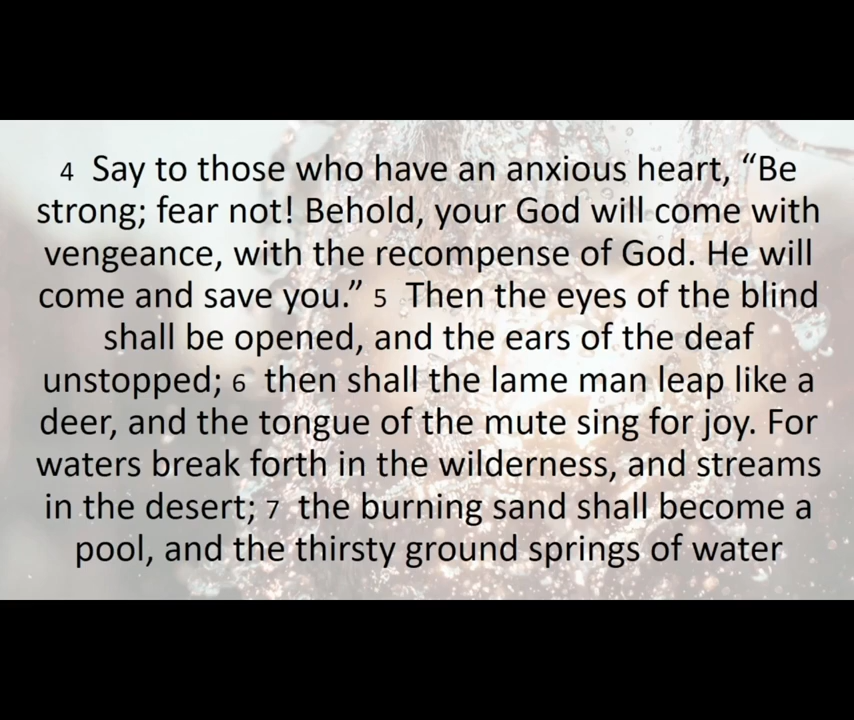 4 Say to those who have an anxious heart, “Be
strong; fear not! Behold, your God will come with
vengeance, with the recompense of God. He will
come and save you.” 5 Then the eyes of the blind
shall be opened, and the ears of the deaf
unstopped; 6 then shall the lame man leap like a
deer, and the tongue of the mute sing for joy. For
waters break forth in the wilderness, and streams
in the desert; 7 the burning sand shall become a
pool, and the thirsty ground springs of water